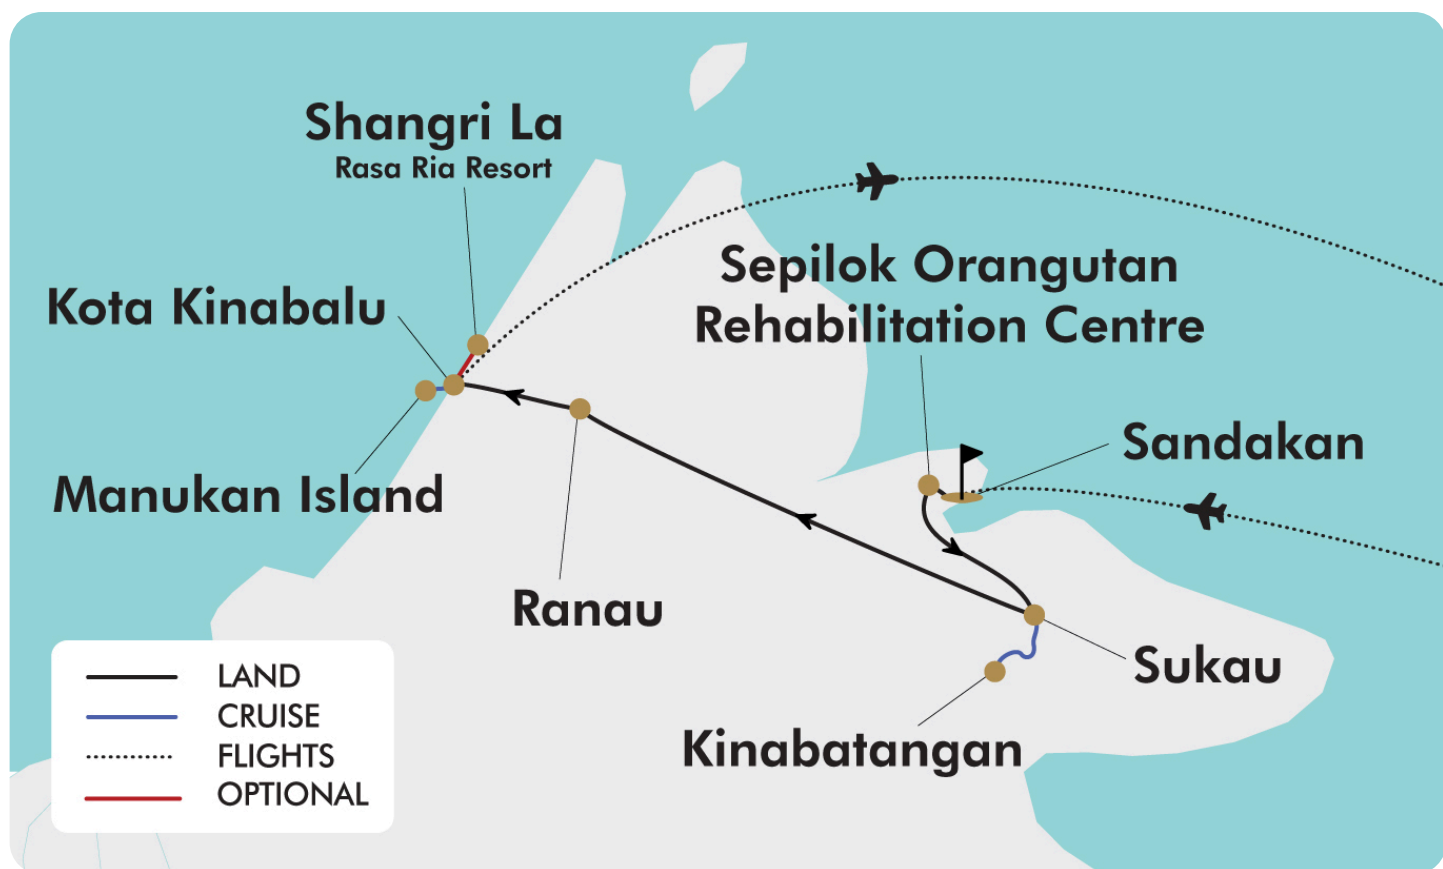 Shangri La
Rasa Ria Resort
Sepilok Orangutan
Rehabilitation Centre
Kota Kinabalu
Sandakan
Manukan Island
Ranau
Sukau
Kinabatangan
LAND
CRUISE
FLIGHTS
OPTIONAL